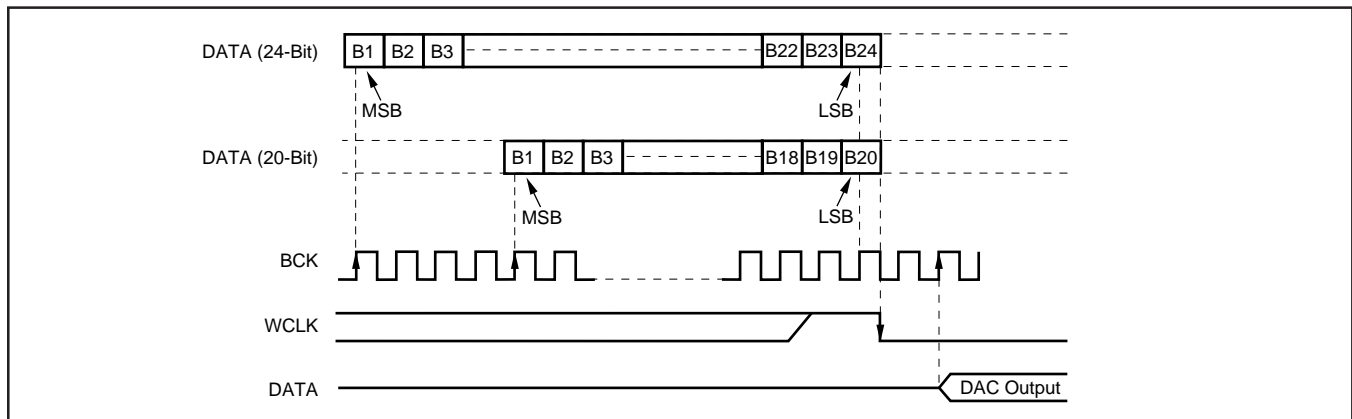 DATA (24-Bit) B1 B2 B3 B22 B23 B24
MSB LSB
DATA (20-Bit) B1 B2 B3 B18 B19 B20
MSB LSB
BCK
WCLK
DATA DAC Output